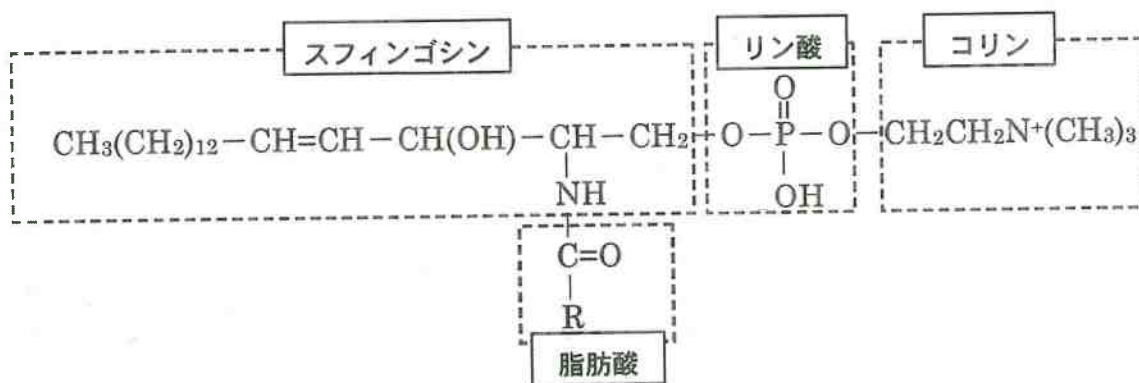 スフィンゴシン
リン酸
コリン
O
CH₃(CH₂)₁₂−CH=CH−CH(OH)−CH−CH₂−O−P−O−CH₂CH₂N⁺(CH₃)₃
NH
OH
C=O
R
脂肪酸